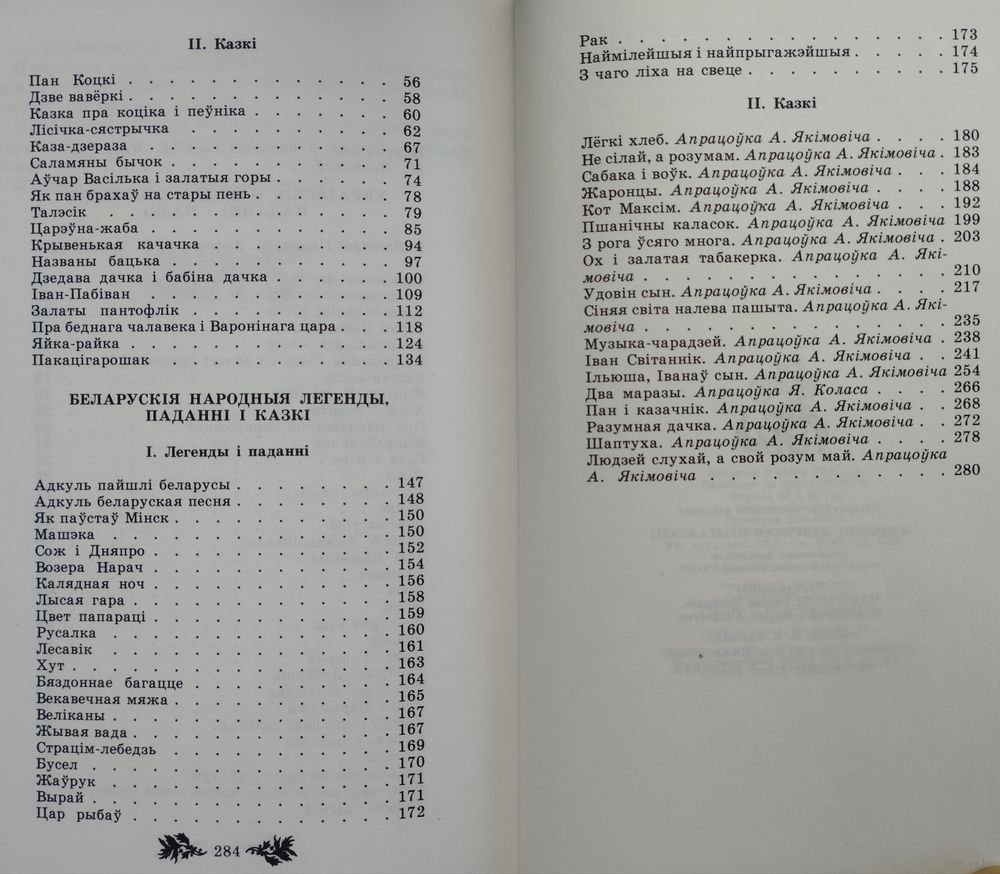 II. Казкі
Пан Коцкі . . . . . . . . . . . . . . 56
Дзве вавёркі . . . . . . . . . . . . . 58
Казка пра коціка і пеўніка . . . . . . . 60
Лісічка-сястрычка . . . . . . . . . . 62
Каза-дзераза . . . . . . . . . . . . . 67
Саламяны бычок . . . . . . . . . . . 71
Аўчар Васілька і залатыя горы . . . . . . 74
Як пан брахаў на стары пень . . . . . . . 78
Талэсік . . . . . . . . . . . . . . 79
Царэўна-жаба . . . . . . . . . . . . 85
Крывенькая качачка . . . . . . . . . 94
Названы бацька . . . . . . . . . . . 97
Дзедава дачка і бабіна дачка . . . . . . 100
Іван-Пабіван . . . . . . . . . . . . 109
Залаты пантофлік . . . . . . . . . . 112
Пра беднага чалавека і Варонінага цара . . . 118
Яйка-райка . . . . . . . . . . . . . 124
Пакацігарошак . . . . . . . . . . . 134
БЕЛАРУСКІЯ НАРОДНЫЯ ЛЕГЕНДЫ,
ПАДАННІ І КАЗКІ
I. Легенды і паданні
Адкуль пайшлі беларусы . . . . . . . . 147
Адкуль беларуская песня . . . . . . . . 148
Як паўстаў Мінск . . . . . . . . . . . 150
Машэка . . . . . . . . . . . . . . 150
Сож і Дняпро . . . . . . . . . . . . 152
Возера Нарач . . . . . . . . . . . . 154
Калядная ноч . . . . . . . . . . . . 156
Лысая гара . . . . . . . . . . . . . 158
Цвет папараці . . . . . . . . . . . . 159
Русалка . . . . . . . . . . . . . . 160
Лесавік . . . . . . . . . . . . . . 161
Хут . . . . . . . . . . . . . . . . 163
Бяздоннае багацце . . . . . . . . . . 164
Векавечная мяжа . . . . . . . . . . . 165
Веліканы . . . . . . . . . . . . . . 167
Жывая вада . . . . . . . . . . . . . 167
Страцім-лебедзь . . . . . . . . . . . 169
Бусел . . . . . . . . . . . . . . . 170
Жаўрук . . . . . . . . . . . . . . 171
Вырай . . . . . . . . . . . . . . . 171
Цар рыбаў . . . . . . . . . . . . . 172
284
Рак . . . . . . . . . . . . . . . . 173
Наймілейшыя і найпрыгажэйшыя . . . . . 174
З чаго ліха на свеце . . . . . . . . . 175
II. Казкі
Лёгкі хлеб. Апрацоўка А. Якімовіча . . . . 180
Не сілай, а розумам. Апрацоўка А. Якімовіча . 183
Сабака і воўк. Апрацоўка А. Якімовіча . . . 184
Жаронцы. Апрацоўка А. Якімовіча . . . . 188
Кот Максім. Апрацоўка А. Якімовіча . . . 192
Пшанічны каласок. Апрацоўка А. Якімовіча 199
З рога ўсяго многа. Апрацоўка А. Якімовіча . 203
Ох і залатая табакерка. Апрацоўка А. Які-
мовіча . . . . . . . . . . . . . . 210
Удовін сын. Апрацоўка А. Якімовіча . . . . 217
Сіняя світа налева пашыта. Апрацоўка А. Які-
мовіча . . . . . . . . . . . . . . 235
Музыка-чарадзей. Апрацоўка А. Якімовіча . 238
Іван Світаннік. Апрацоўка А. Якімовіча . . 241
Ільюша, Іванаў сын. Апрацоўка А. Якімовіча 254
Два маразы. Апрацоўка Я. Коласа . . . . 266
Пан і казачнік. Апрацоўка А. Якімовіча . . 268
Разумная дачка. Апрацоўка А. Якімовіча . . 272
Шаптуха. Апрацоўка А. Якімовіча . . . . 278
Людзей слухай, а свой розум май. Апрацоўка
А. Якімовіча . . . . . . . . . . . . 280